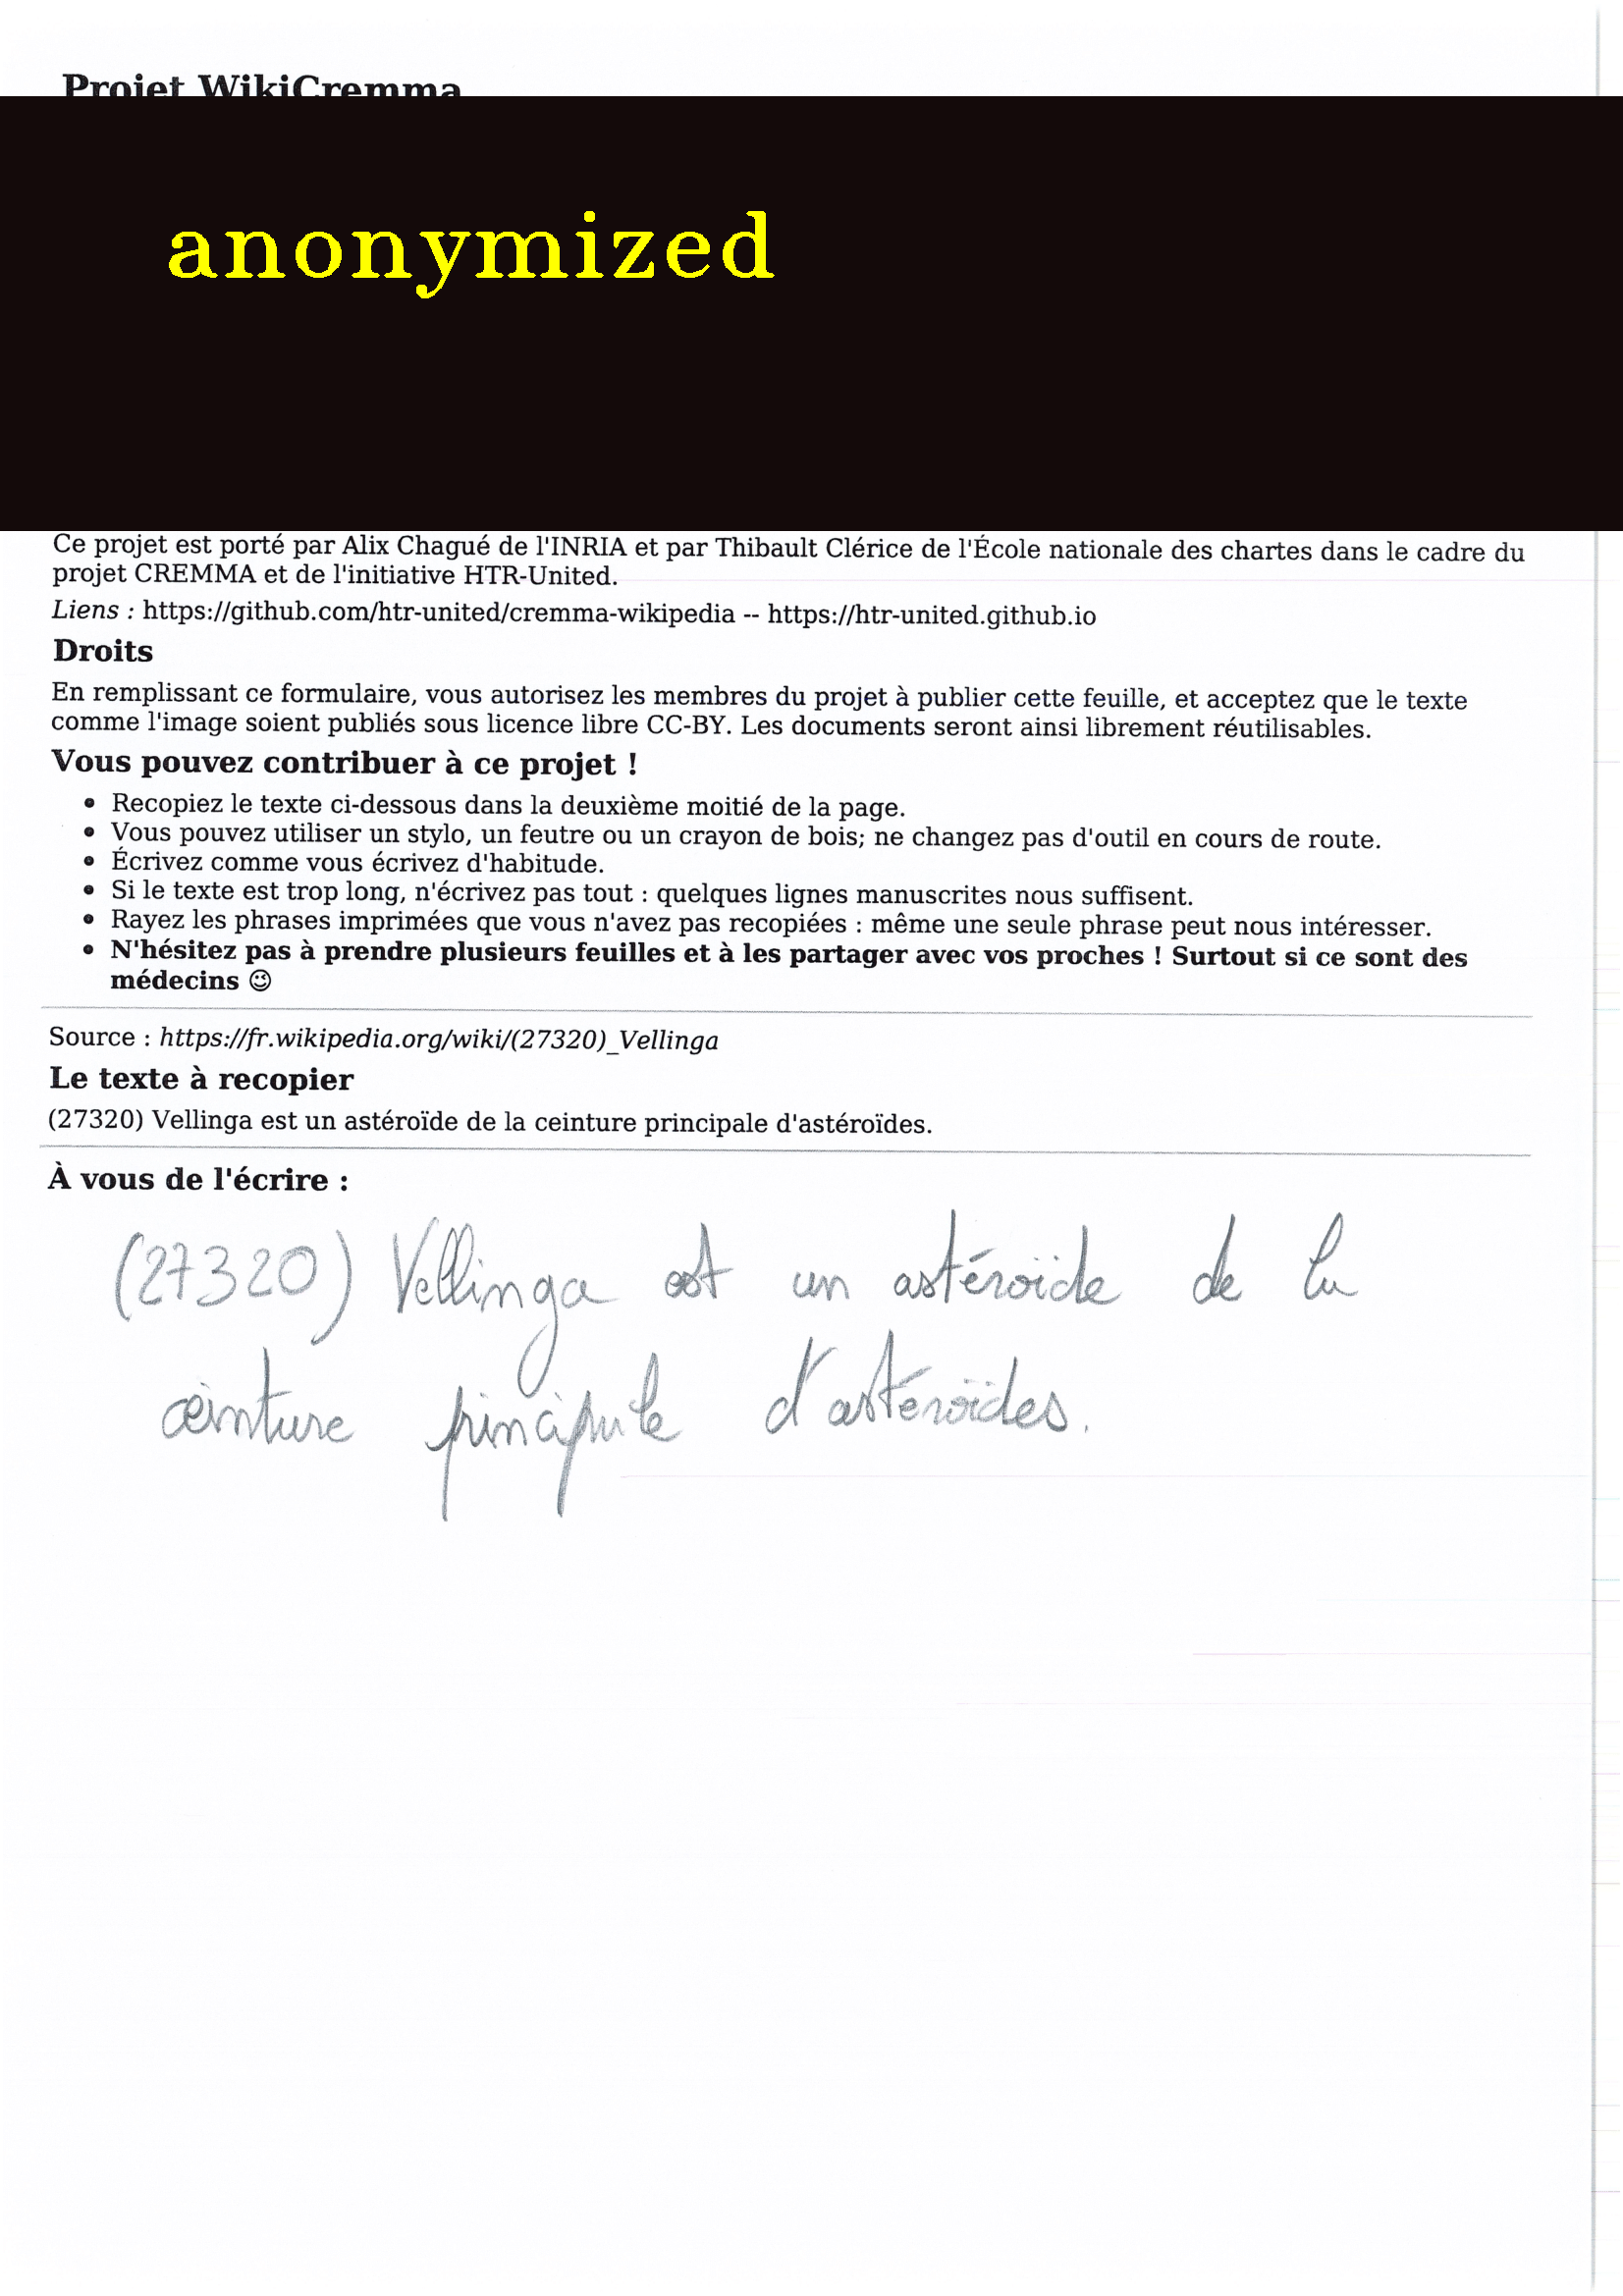 Projet WikiCremma
anonymized
Ce projet est porté par Alix Chagué de l'INRIA et par Thibault Clérice de l'École nationale des chartes dans le cadre du
projet CREMMA et de l'initiative HTR-United.
Liens : https://github.com/htr-united/cremma-wikipedia -- https://htr-united.github.io
Droits
En remplissant ce formulaire, vous autorisez les membres du projet à publier cette feuille, et acceptez que le texte
comme l'image soient publiés sous licence libre CC-BY. Les documents seront ainsi librement réutilisables.
Vous pouvez contribuer à ce projet !
• Recopiez le texte ci-dessous dans la deuxième moitié de la page.
• Vous pouvez utiliser un stylo, un feutre ou un crayon de bois; ne changez pas d'outil en cours de route.
• Écrivez comme vous écrivez d'habitude.
• Si le texte est trop long, n'écrivez pas tout : quelques lignes manuscrites nous suffisent.
• Rayez les phrases imprimées que vous n'avez pas recopiées : même une seule phrase peut nous intéresser.
• N'hésitez pas à prendre plusieurs feuilles et à les partager avec vos proches ! Surtout si ce sont des
médecins ☺
Source : https://fr.wikipedia.org/wiki/(27320)_Vellinga
Le texte à recopier
(27320) Vellinga est un astéroïde de la ceinture principale d'astéroïdes.
À vous de l'écrire :
(27320) Vellinga est un astéroïde de la
ceinture principale d'astéroïdes.